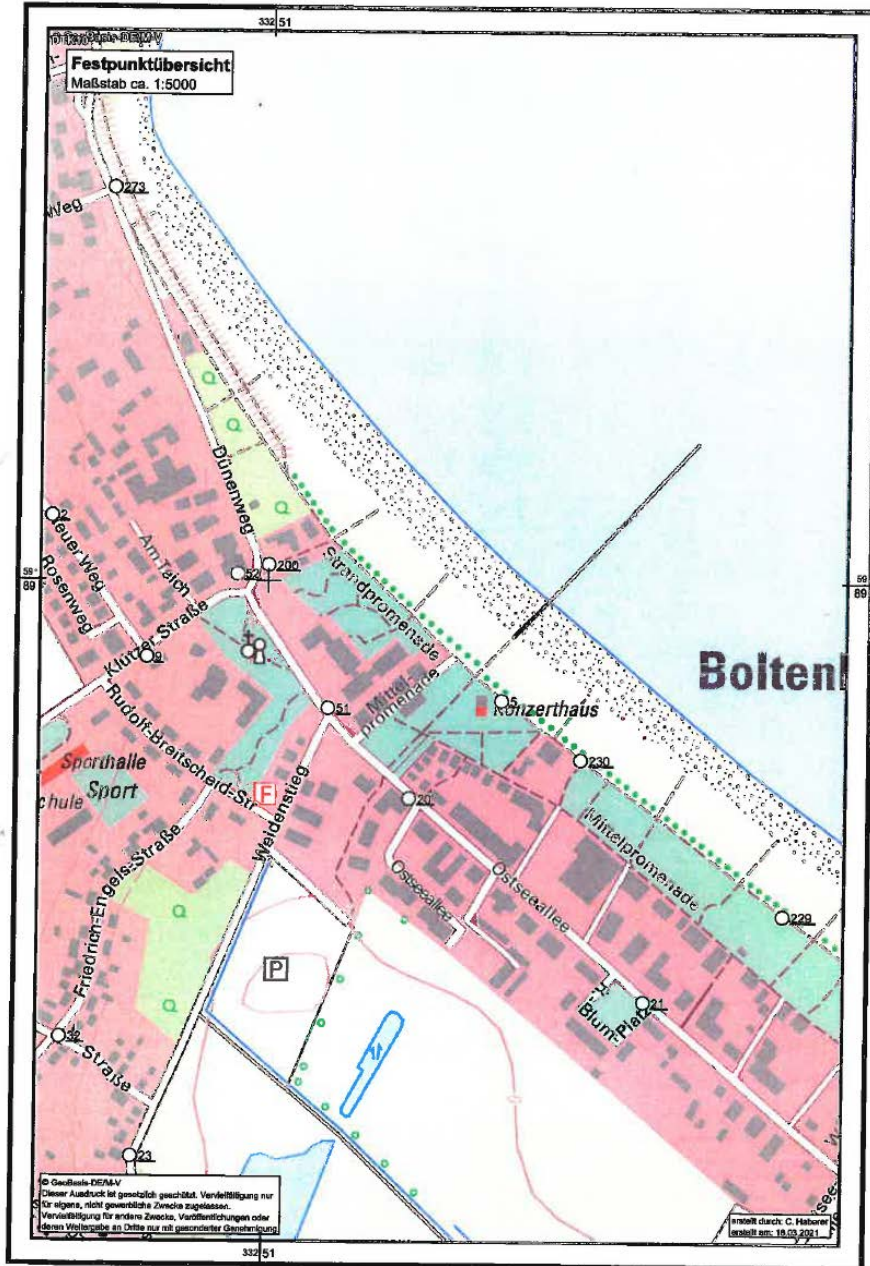 332 51
Festpunktübersicht
Maßstab ca. 1:5000
273
Weg
Dünenweg
Neuer Weg
Rosenweg
Am Teich
52
200
59
89
59
89
Strandpromenade
Klützer Straße
9
51
Mittel-
promenade
5
Konzerthaus
Boltenh
230
Rudolf-Breitscheid-Str
Sporthalle
Sport
chule
F
Weidenstieg
20
Mittelpromenade
Ostseeallee
Ostseeallee
229
Friedrich-Engels-Straße
P
21
Blum-Platz
32
Straße
23
© GeoBasis-DE/M-V
Dieser Ausdruck ist gesetzlich geschützt. Vervielfältigung nur
für eigene, nicht gewerbliche Zwecke zugelassen.
Vervielfältigung für andere Zwecke, Veröffentlichungen oder
deren Weitergabe an Dritte nur mit gesonderter Genehmigung
erstellt durch: C. Haberer
erstellt am: 18.03.2021
332 51